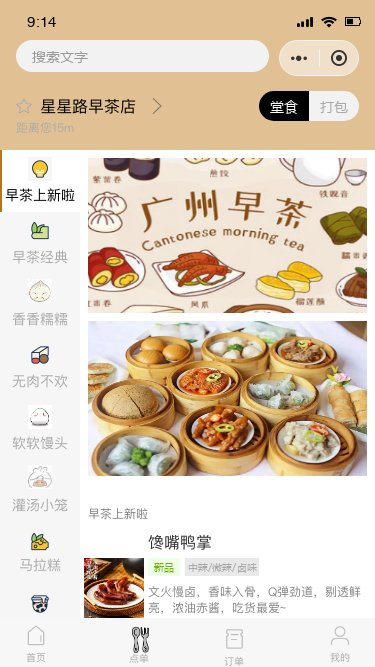 9:14
搜索文字
星星路早茶店
堂食
打包
距离您15m
早茶上新啦
早茶经典
香香糯糯
无肉不欢
软软馒头
灌汤小笼
马拉糕
煎饺
铁观音
广州早茶
Cantonese morning tea
凤爪
榴莲酥
早茶上新啦
馋嘴鸭掌
新品
中辣/微辣/卤味
文火慢卤，香味入骨，Q弹劲道，剔透鲜
亮，浓油赤酱，吃货最爱~
首页
点单
订单
我的